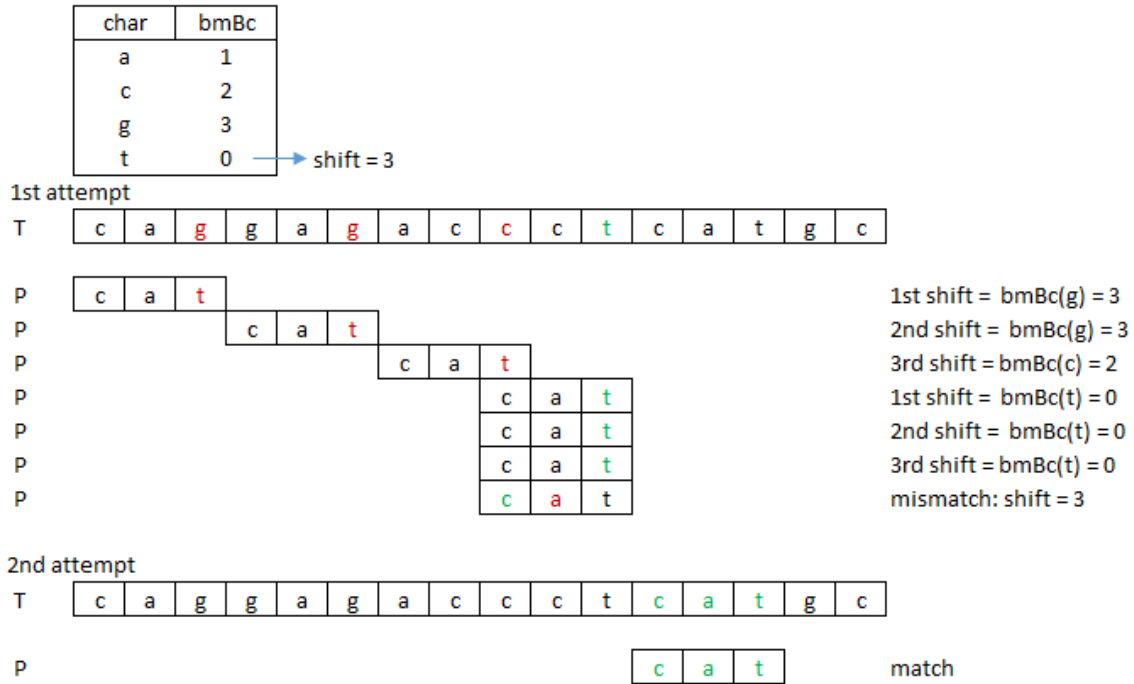 char bmBc
a 1
c 2
g 3
t 0 shift = 3
1st attempt
T c a g g a g a c c c t c a t g c
P c a t 1st shift = bmBc(g) = 3
P c a t 2nd shift = bmBc(g) = 3
P c a t 3rd shift = bmBc(c) = 2
P c a t 1st shift = bmBc(t) = 0
P c a t 2nd shift = bmBc(t) = 0
P c a t 3rd shift = bmBc(t) = 0
P c a t mismatch: shift = 3
2nd attempt
T c a g g a g a c c c t c a t g c
P c a t match